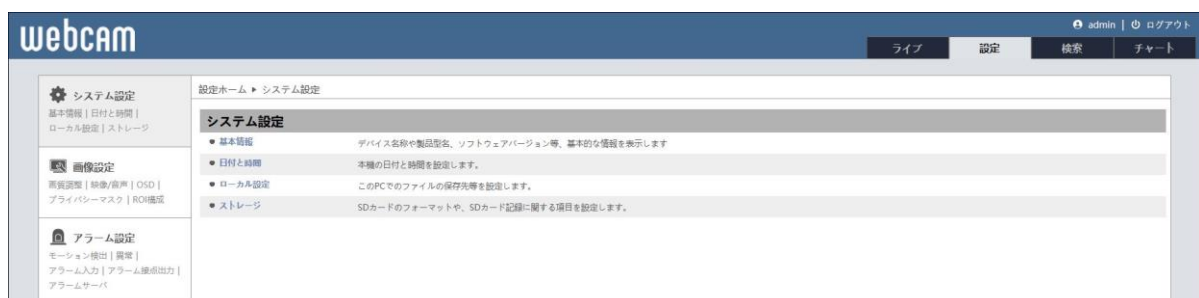 webcam
admin | ログアウト
ライブ 設定 検索 チャート
システム設定
基本情報 | 日付と時間 |
ローカル設定 | ストレージ
画像設定
画質調整 | 映像/音声 | OSD |
プライバシーマスク | ROI構成
アラーム設定
モーション検出 | 異常 |
アラーム入力 | アラーム接点出力 |
アラームサーバ
設定ホーム ▶ システム設定
システム設定
● 基本情報 デバイス名称や製品型名、ソフトウェアバージョン等、基本的な情報を表示します
● 日付と時間 本機の日付と時間を設定します。
● ローカル設定 このPCでのファイルの保存先等を設定します。
● ストレージ SDカードのフォーマットや、SDカード記録に関する項目を設定します。